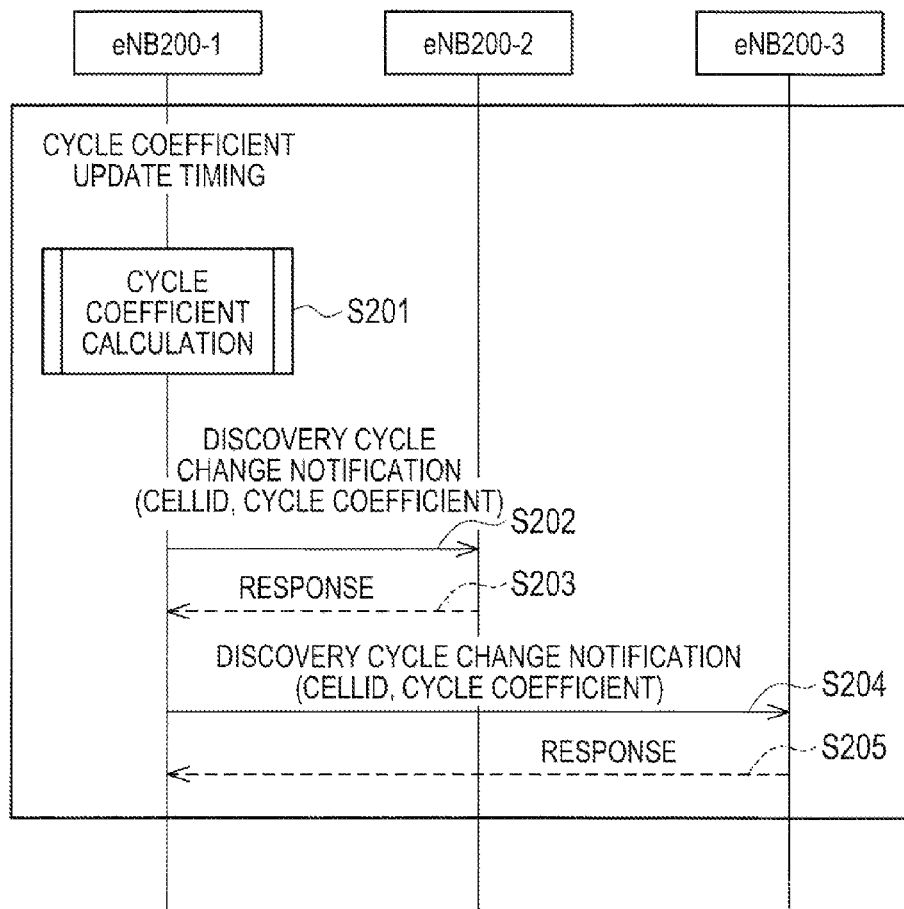 eNB200-1
eNB200-2
eNB200-3
CYCLE COEFFICIENT
UPDATE TIMING
CYCLE
COEFFICIENT
CALCULATION
S201
DISCOVERY CYCLE
CHANGE NOTIFICATION
(CELLID, CYCLE COEFFICIENT)
S202
RESPONSE
S203
DISCOVERY CYCLE CHANGE NOTIFICATION
(CELLID, CYCLE COEFFICIENT)
S204
RESPONSE
S205